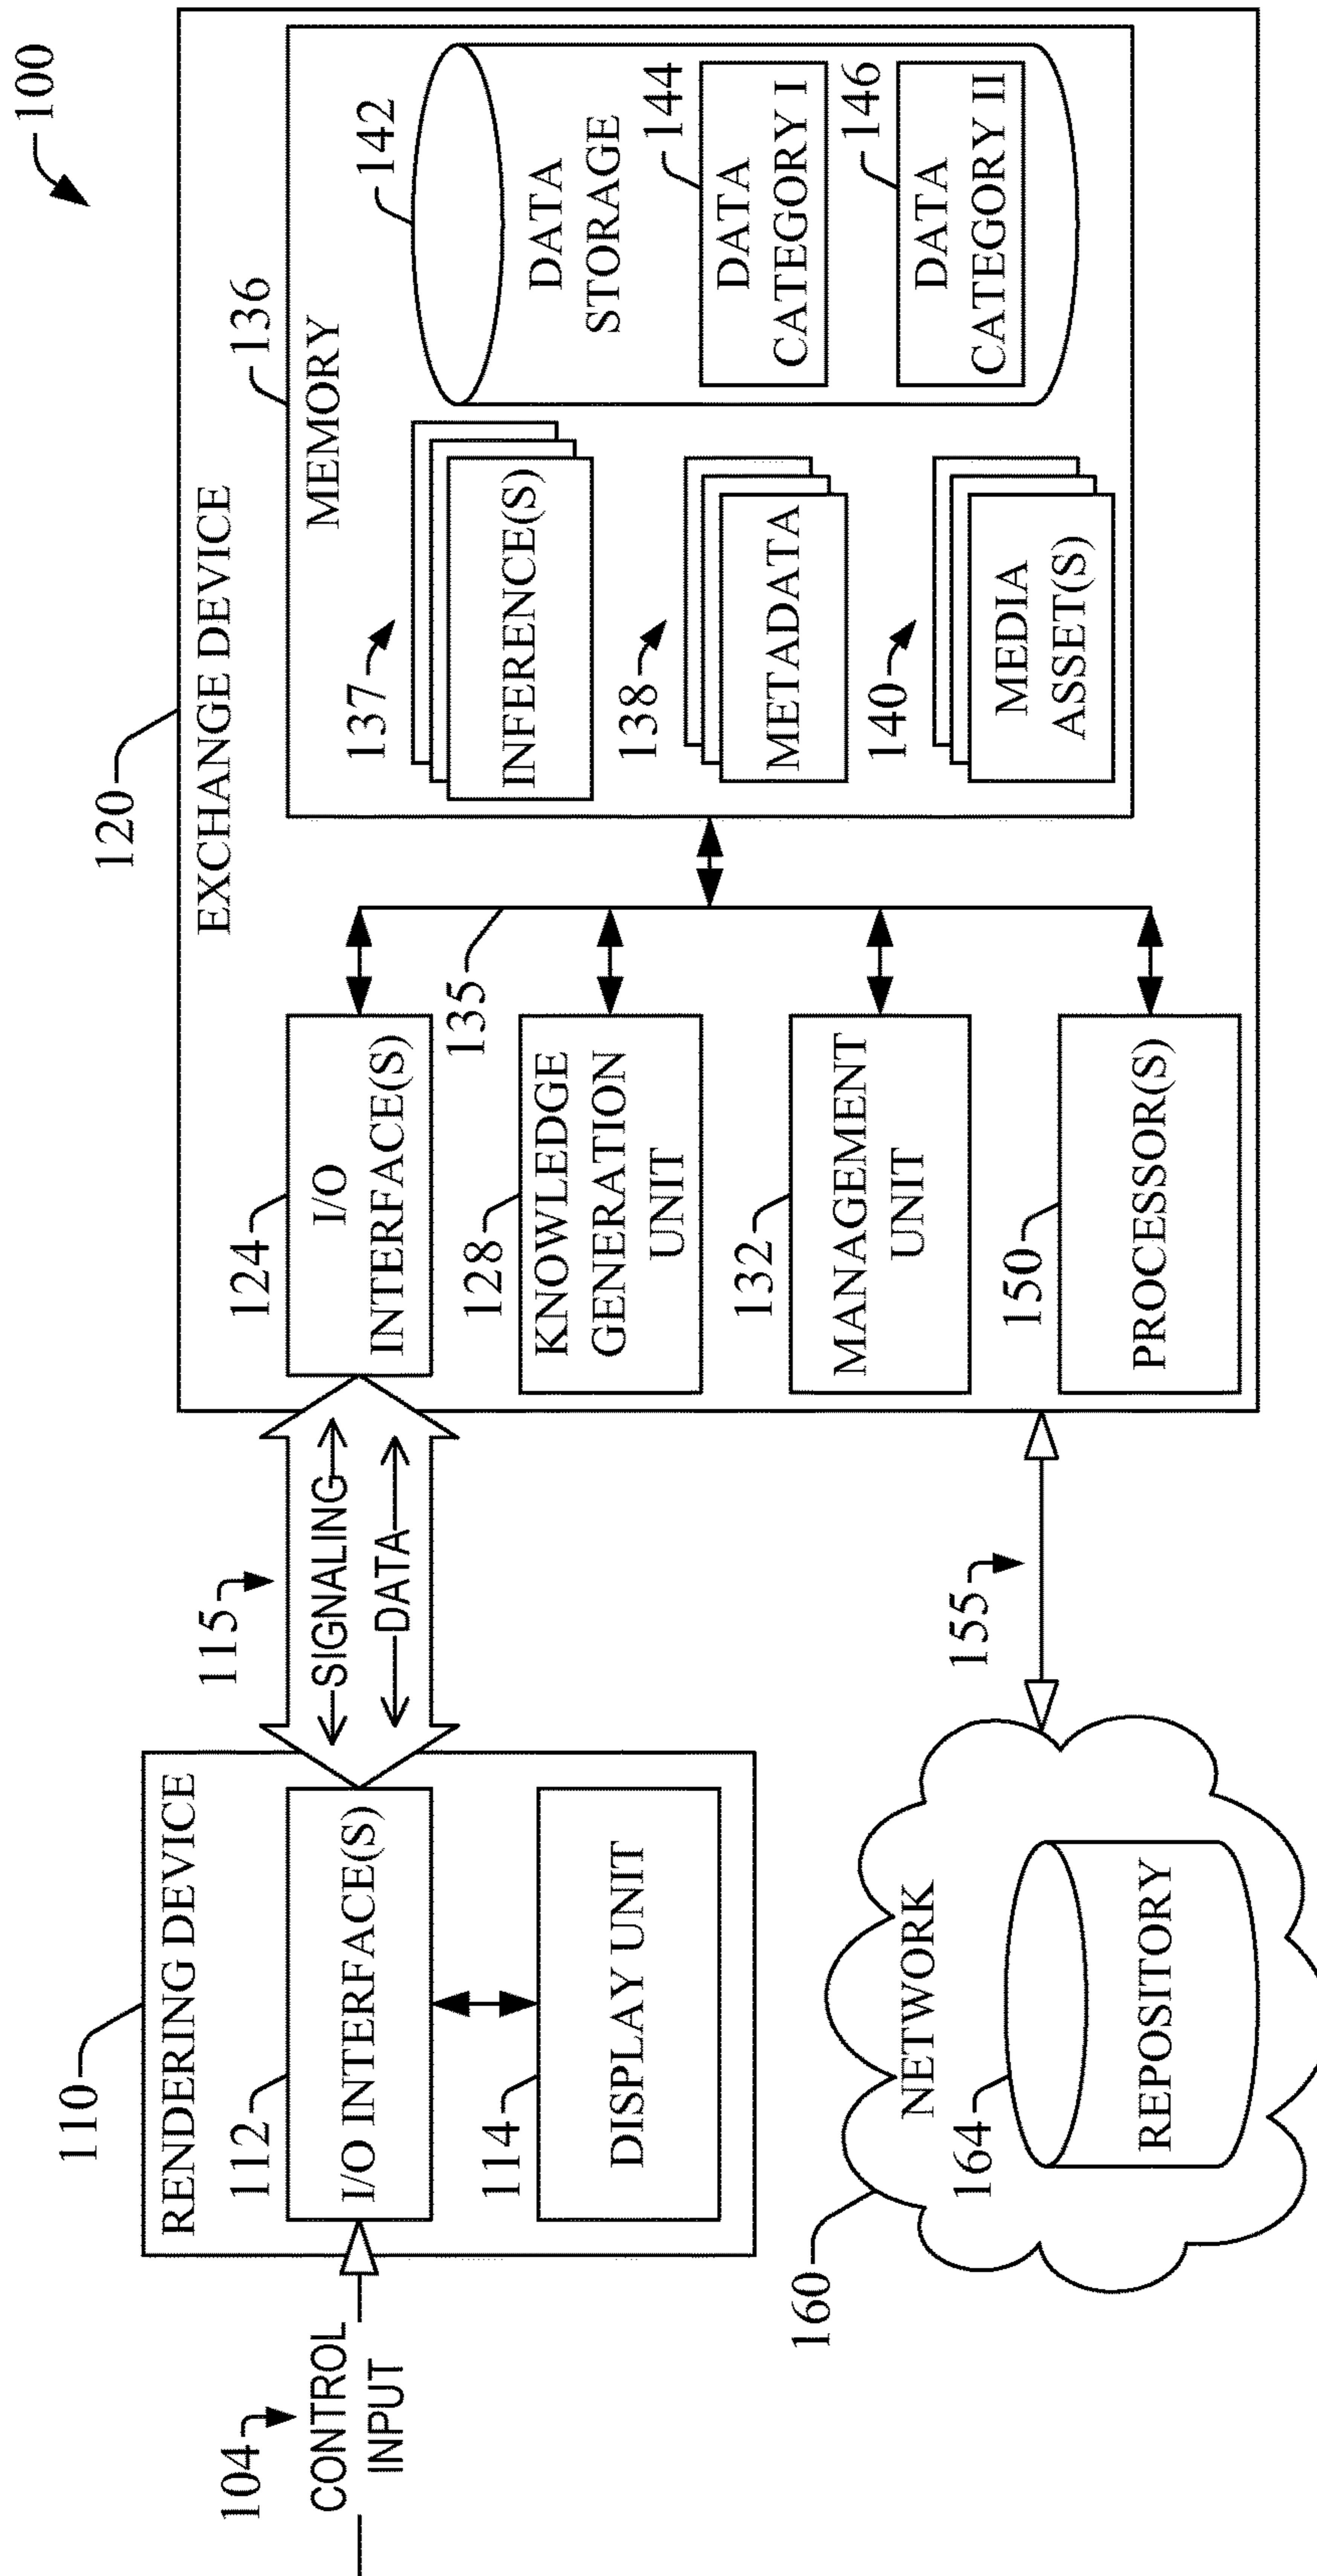 100
120
EXCHANGE DEVICE
136
MEMORY
137
INFERENCE(S)
138
METADATA
140
MEDIA
ASSET(S)
142
DATA
STORAGE
144
DATA
CATEGORY I
146
DATA
CATEGORY II
135
124
I/O
INTERFACE(S)
128
KNOWLEDGE
GENERATION
UNIT
132
MANAGEMENT
UNIT
150
PROCESSOR(S)
115
SIGNALING
DATA
155
110
RENDERING DEVICE
112
I/O INTERFACE(S)
114
DISPLAY UNIT
104
CONTROL
INPUT
160
NETWORK
164
REPOSITORY